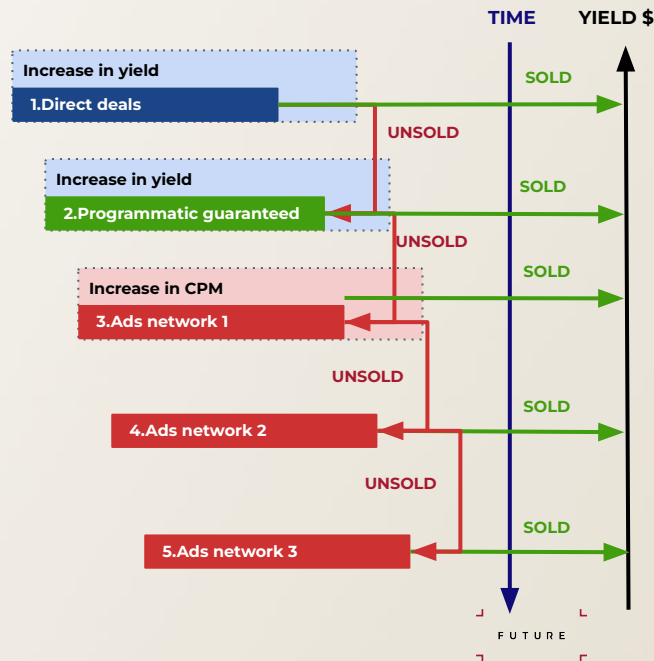 TIME
YIELD $
Increase in yield
SOLD
1.Direct deals
UNSOLD
Increase in yield
SOLD
2.Programmatic guaranteed
UNSOLD
SOLD
Increase in CPM
3.Ads network 1
UNSOLD
SOLD
4.Ads network 2
UNSOLD
SOLD
5.Ads network 3
FUTURE